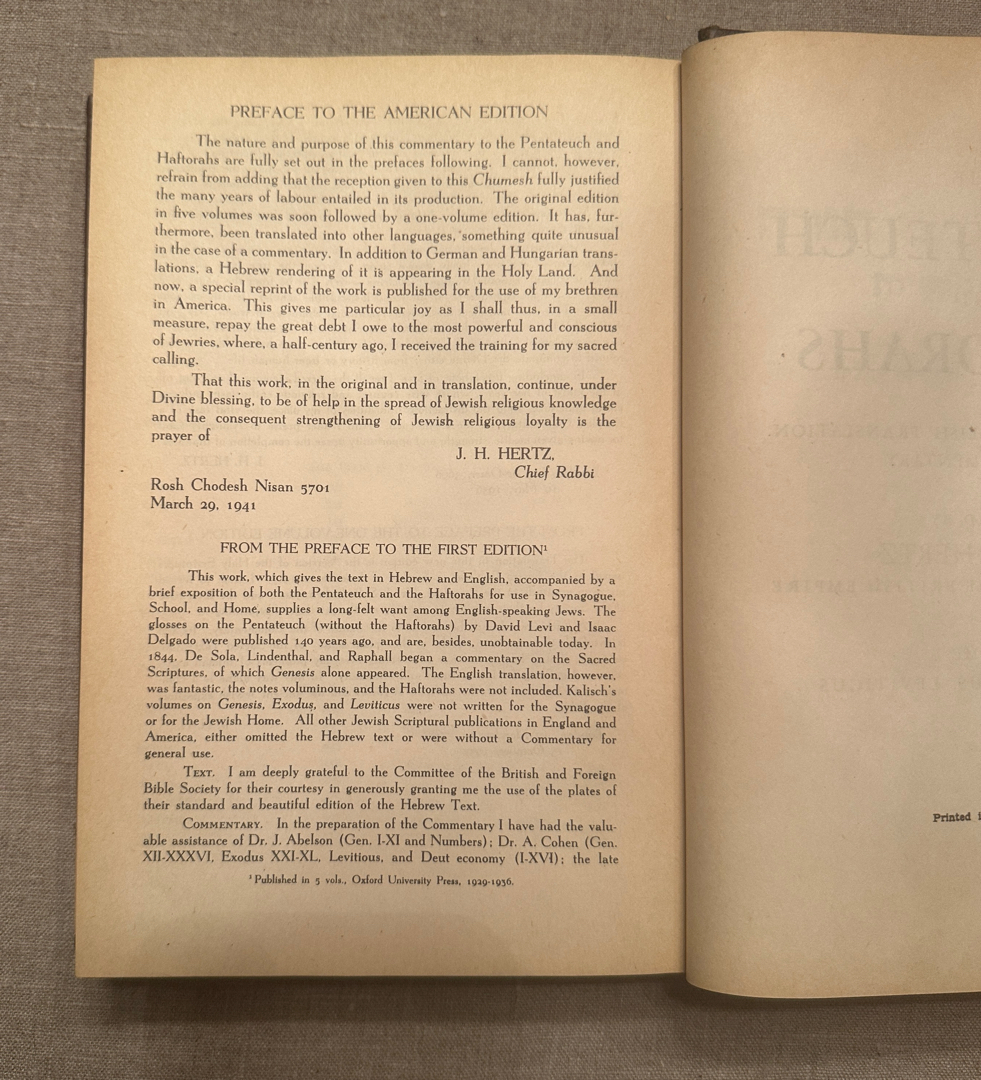 PREFACE TO THE AMERICAN EDITION
The nature and purpose of this commentary to the Pentateuch and
Haftorahs are fully set out in the prefaces following. I cannot, however,
refrain from adding that the reception given to this Chumesh fully justified
the many years of labour entailed in its production. The original edition
in five volumes was soon followed by a one-volume edition. It has, fur-
thermore, been translated into other languages, something quite unusual
in the case of a commentary. In addition to German and Hungarian trans-
lations, a Hebrew rendering of it is appearing in the Holy Land. And
now, a special reprint of the work is published for the use of my brethren
in America. This gives me particular joy as I shall thus, in a small
measure, repay the great debt I owe to the most powerful and conscious
of Jewries, where, a half-century ago, I received the training for my sacred
calling.
That this work, in the original and in translation, continue, under
Divine blessing, to be of help in the spread of Jewish religious knowledge
and the consequent strengthening of Jewish religious loyalty is the
prayer of
J. H. HERTZ,
Chief Rabbi
Rosh Chodesh Nisan 5701
March 29, 1941
FROM THE PREFACE TO THE FIRST EDITION¹
This work, which gives the text in Hebrew and English, accompanied by a
brief exposition of both the Pentateuch and the Haftorahs for use in Synagogue,
School, and Home, supplies a long-felt want among English-speaking Jews. The
glosses on the Pentateuch (without the Haftorahs) by David Levi and Isaac
Delgado were published 140 years ago, and are, besides, unobtainable today. In
1844, De Sola, Lindenthal, and Raphall began a commentary on the Sacred
Scriptures, of which Genesis alone appeared. The English translation, however,
was fantastic, the notes voluminous, and the Haftorahs were not included. Kalisch's
volumes on Genesis, Exodus, and Leviticus were not written for the Synagogue
or for the Jewish Home. All other Jewish Scriptural publications in England and
America, either omitted the Hebrew text or were without a Commentary for
general use.
TEXT. I am deeply grateful to the Committee of the British and Foreign
Bible Society for their courtesy in generously granting me the use of the plates of
their standard and beautiful edition of the Hebrew Text.
COMMENTARY. In the preparation of the Commentary I have had the valu-
able assistance of Dr. J. Abelson (Gen. I-XI and Numbers); Dr. A. Cohen (Gen.
XII-XXXVI, Exodus XXI-XL, Levitious, and Deut economy (I-XVI); the late
¹ Published in 5 vols., Oxford University Press, 1929-1936.
Printed